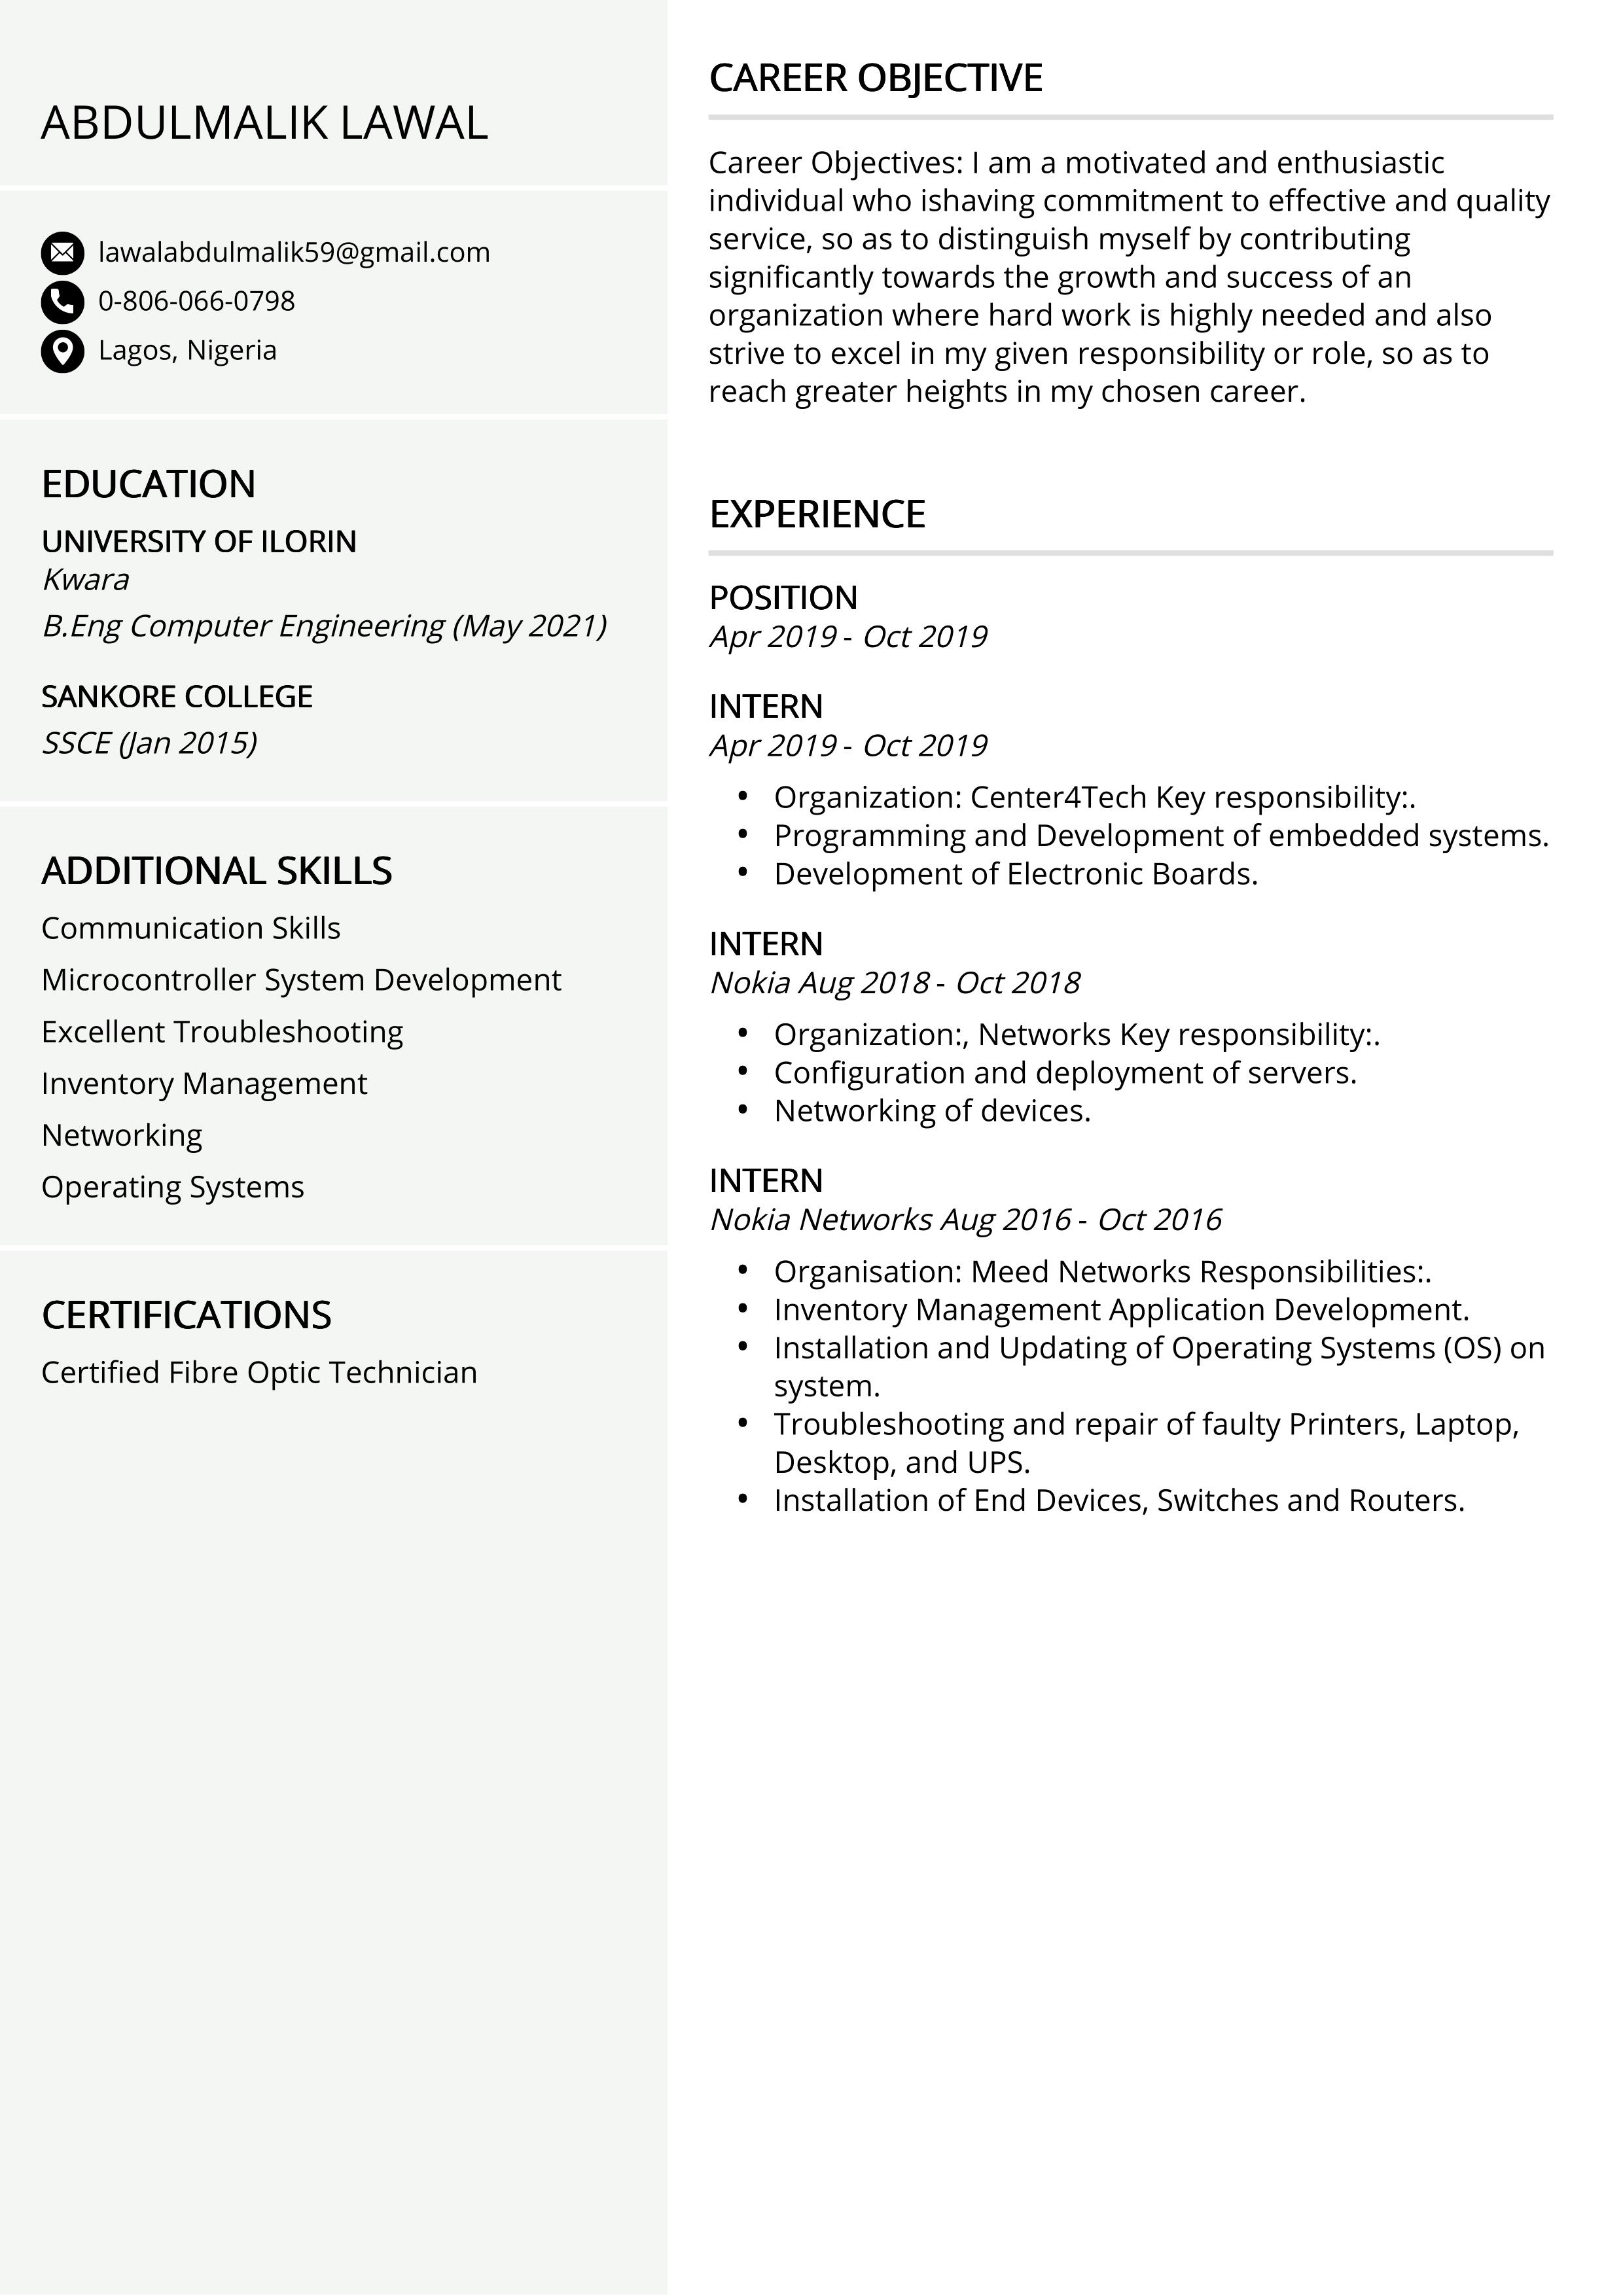 ABDULMALIK LAWAL
lawalabdulmalik59@gmail.com
0-806-066-0798
Lagos, Nigeria
EDUCATION
UNIVERSITY OF ILORIN
Kwara
B.Eng Computer Engineering (May 2021)
SANKORE COLLEGE
SSCE (Jan 2015)
ADDITIONAL SKILLS
Communication Skills
Microcontroller System Development
Excellent Troubleshooting
Inventory Management
Networking
Operating Systems
CERTIFICATIONS
Certified Fibre Optic Technician
CAREER OBJECTIVE
Career Objectives: I am a motivated and enthusiastic
individual who ishaving commitment to effective and quality
service, so as to distinguish myself by contributing
significantly towards the growth and success of an
organization where hard work is highly needed and also
strive to excel in my given responsibility or role, so as to
reach greater heights in my chosen career.
EXPERIENCE
POSITION
Apr 2019 - Oct 2019
INTERN
Apr 2019 - Oct 2019
• Organization: Center4Tech Key responsibility:.
• Programming and Development of embedded systems.
• Development of Electronic Boards.
INTERN
Nokia Aug 2018 - Oct 2018
• Organization:, Networks Key responsibility:.
• Configuration and deployment of servers.
• Networking of devices.
INTERN
Nokia Networks Aug 2016 - Oct 2016
• Organisation: Meed Networks Responsibilities:.
• Inventory Management Application Development.
• Installation and Updating of Operating Systems (OS) on
system.
• Troubleshooting and repair of faulty Printers, Laptop,
Desktop, and UPS.
• Installation of End Devices, Switches and Routers.